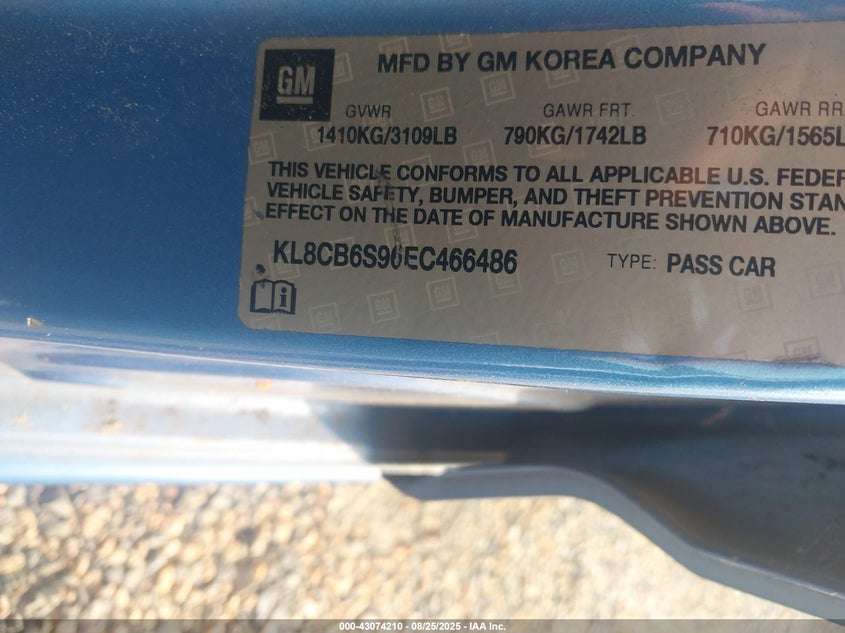 GM
MFD BY GM KOREA COMPANY
GVWR GAWR FRT. GAWR RR
1410KG/3109LB 790KG/1742LB 710KG/1565L
THIS VEHICLE CONFORMS TO ALL APPLICABLE U.S. FEDER
VEHICLE SAFETY, BUMPER, AND THEFT PREVENTION STAN
EFFECT ON THE DATE OF MANUFACTURE SHOWN ABOVE.
KL8CB6S96EC466486 TYPE: PASS CAR
000-43074210 - 08/25/2025 - IAA Inc.